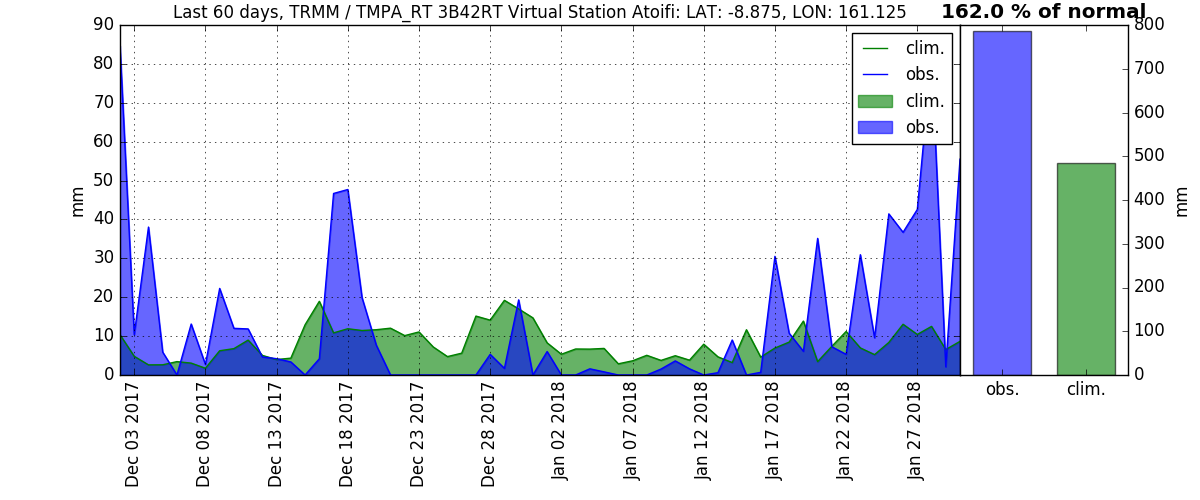 Last 60 days, TRMM / TMPA_RT 3B42RT Virtual Station Atoifi: LAT: -8.875, LON: 161.125
162.0 % of normal
90
80
70
60
50
40
30
20
10
0
mm
clim.
obs.
clim.
obs.
Dec 03 2017
Dec 08 2017
Dec 13 2017
Dec 18 2017
Dec 23 2017
Dec 28 2017
Jan 02 2018
Jan 07 2018
Jan 12 2018
Jan 17 2018
Jan 22 2018
Jan 27 2018
800
700
600
500
400
300
200
100
0
mm
obs.
clim.